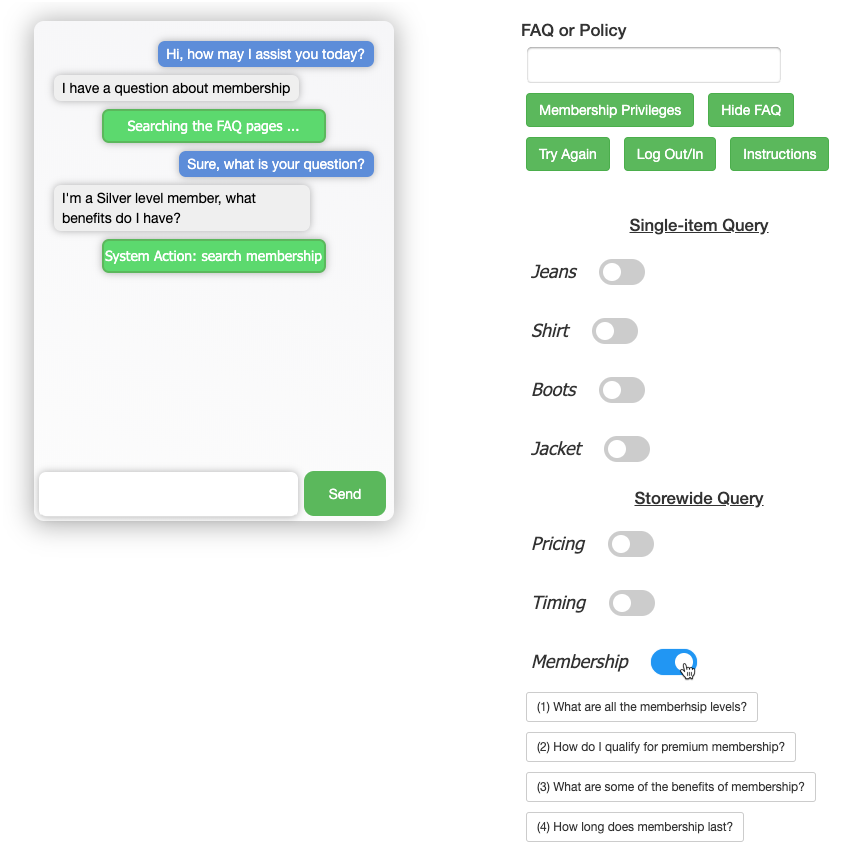 Hi, how may I assist you today?
I have a question about membership
Searching the FAQ pages ...
Sure, what is your question?
I'm a Silver level member, what
benefits do I have?
System Action: search membership
Send
FAQ or Policy
Membership Privileges
Hide FAQ
Try Again
Log Out/In
Instructions
Single-item Query
Jeans
Shirt
Boots
Jacket
Storewide Query
Pricing
Timing
Membership
(1) What are all the memberhsip levels?
(2) How do I qualify for premium membership?
(3) What are some of the benefits of membership?
(4) How long does membership last?